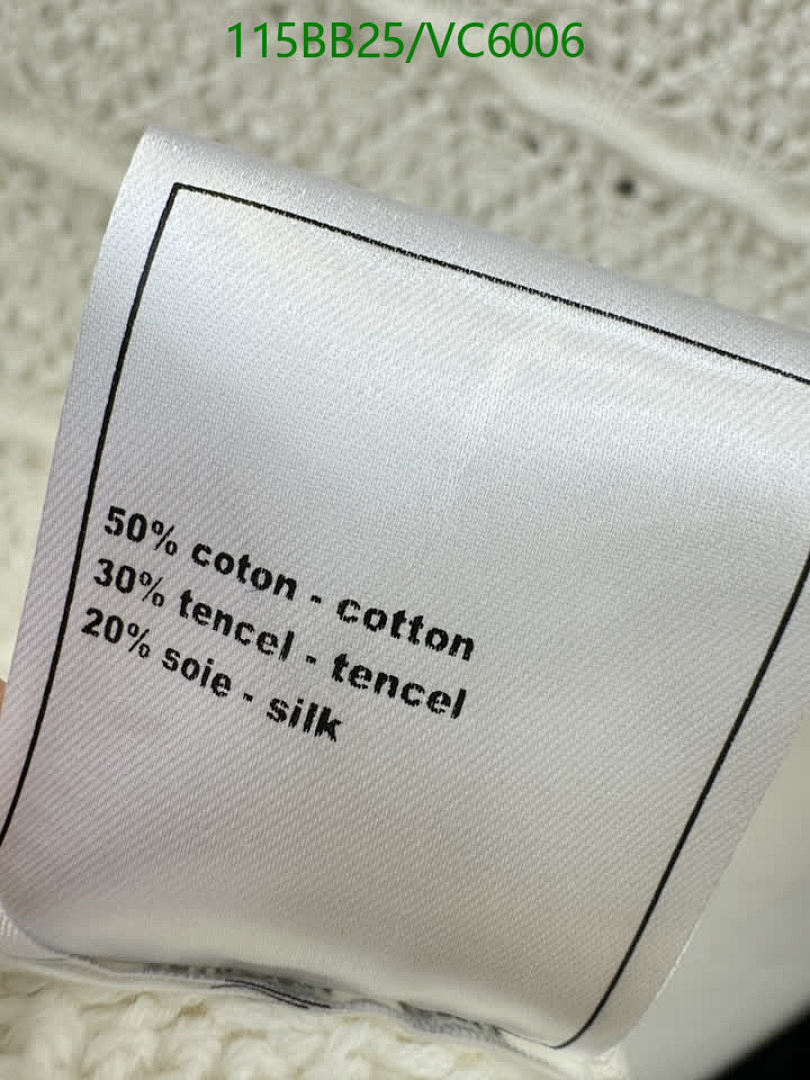 115BB25/VC6006
50% coton - cotton
30% tencel - tencel
20% soie - silk